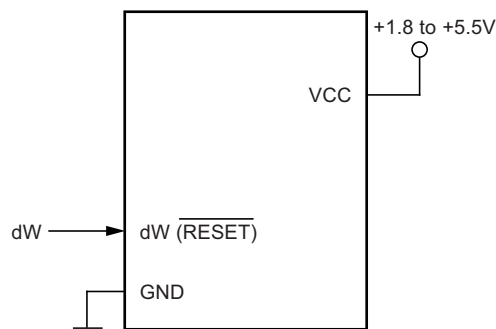 +1.8 to +5.5V
VCC
dW
dW (RESET)
GND